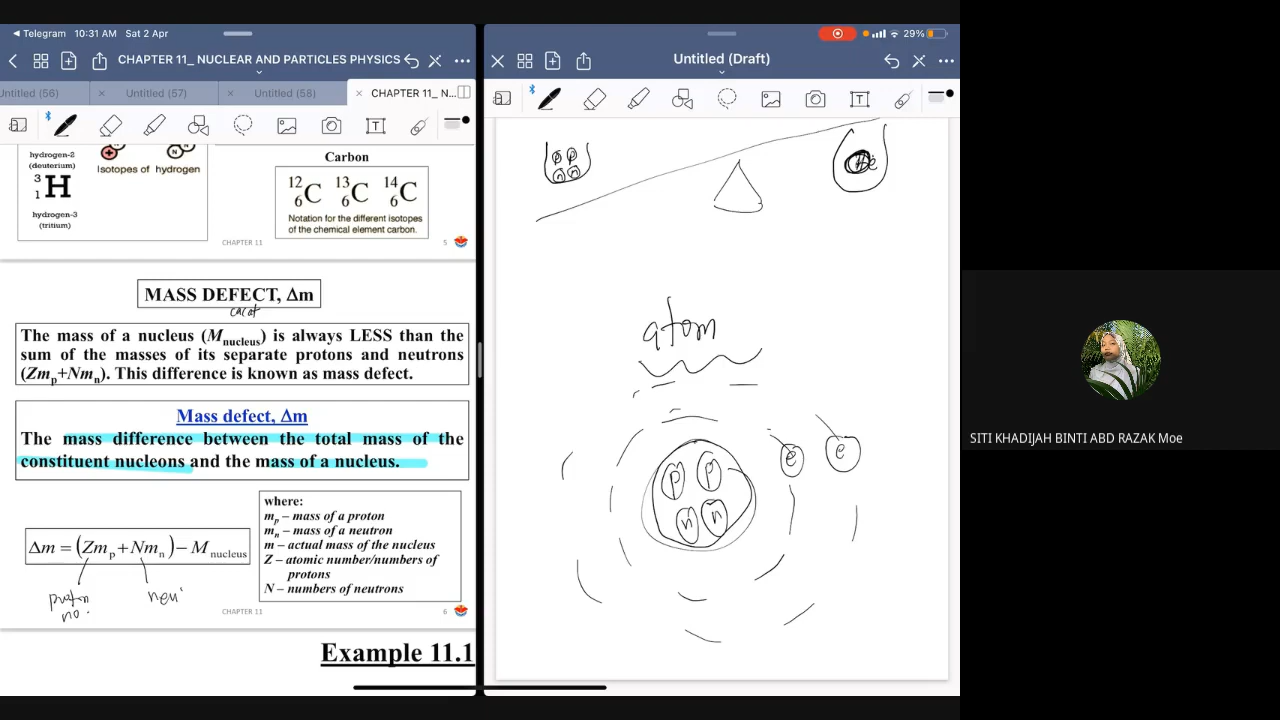 Telegram 10:31 AM Sat 2 Apr
29%
CHAPTER 11_ NUCLEAR AND PARTICLES PHYSICS
Untitled (Draft)
Untitled (56)
Untitled (57)
Untitled (58)
CHAPTER 11_ N...
T
T
hydrogen-2
(deuterium)
3
1 H
hydrogen-3
(tritium)
+
N N
Isotopes of hydrogen
Carbon
12 6 C 13 6 C 14 6 C
Notation for the different isotopes
of the chemical element carbon.
CHAPTER 11 5
MASS DEFECT, Δm
cacat
The mass of a nucleus (Mnucleus) is always LESS than the
sum of the masses of its separate protons and neutrons
(Zmp+Nmn). This difference is known as mass defect.
Mass defect, Δm
The mass difference between the total mass of the
constituent nucleons and the mass of a nucleus.
Δm = (Zmp + Nmn) − Mnucleus
proton
no.
neu
where:
mp – mass of a proton
mn – mass of a neutron
m – actual mass of the nucleus
Z – atomic number/numbers of
protons
N – numbers of neutrons
CHAPTER 11 6
Example 11.1
p p
n n
He
atom
p p
n n
e e
SITI KHADIJAH BINTI ABD RAZAK Moe